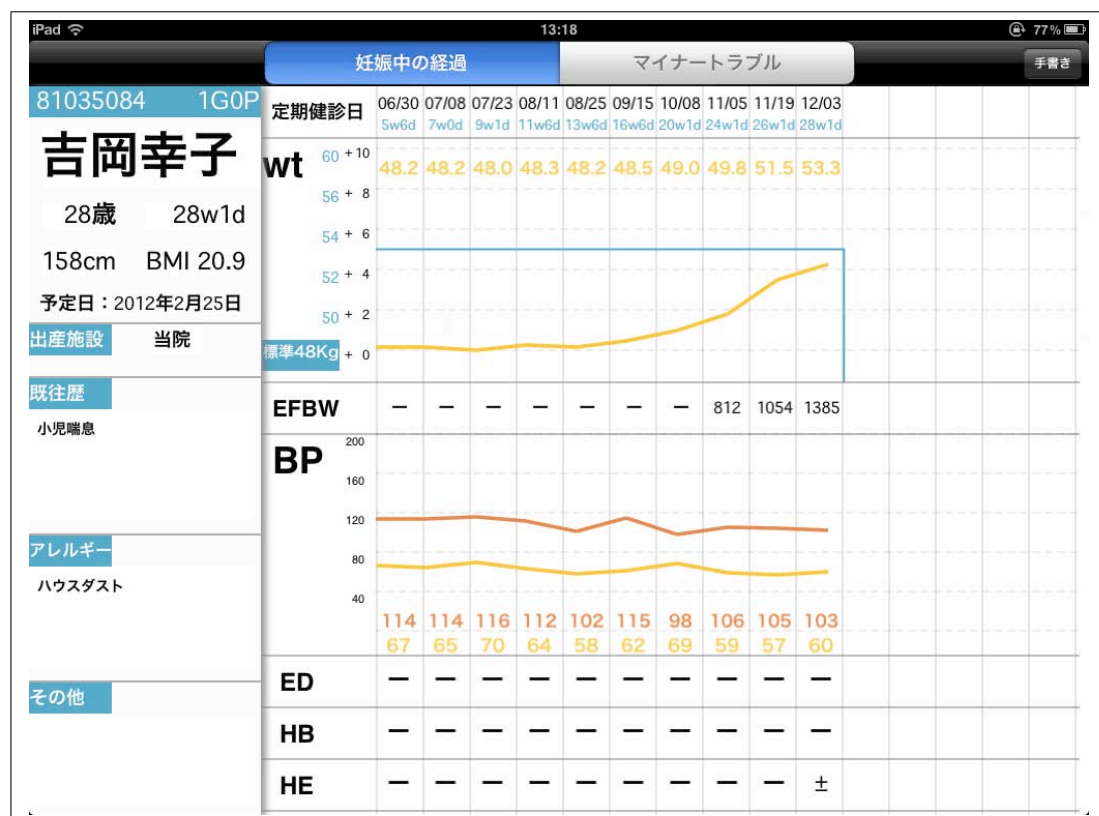 iPad 13:18 77%
妊娠中の経過 マイナートラブル 手書き
81035084 1G0P
吉岡幸子
28歳 28w1d
158cm BMI 20.9
予定日：2012年2月25日
出産施設 当院
既往歴
小児喘息
アレルギー
ハウスダスト
その他
定期健診日 06/30 07/08 07/23 08/11 08/25 09/15 10/08 11/05 11/19 12/03
5w6d 7w0d 9w1d 11w6d 13w6d 16w6d 20w1d 24w1d 26w1d 28w1d
wt 60 +10
48.2 48.2 48.0 48.3 48.2 48.5 49.0 49.8 51.5 53.3
56 + 8
54 + 6
52 + 4
50 + 2
標準48Kg + 0
EFBW − − − − − − − 812 1054 1385
BP 200
160
120
80
40
114 114 116 112 102 115 98 106 105 103
67 65 70 64 58 62 69 59 57 60
ED − − − − − − − − − −
HB − − − − − − − − − −
HE − − − − − − − − − ±